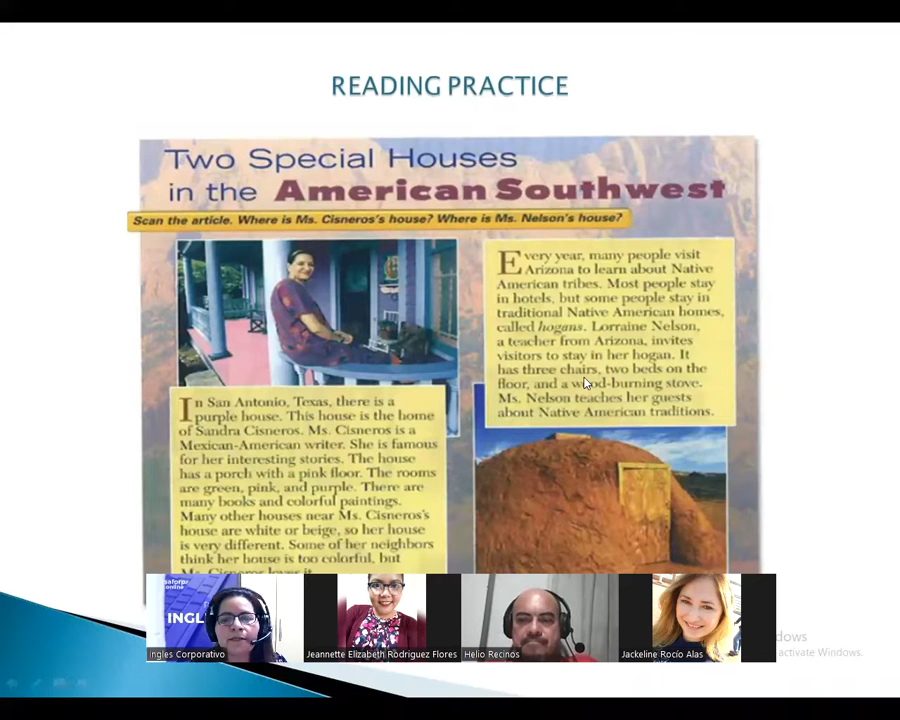 READING PRACTICE
Two Special Houses
in the American Southwest
Scan the article. Where is Ms. Cisneros's house? Where is Ms. Nelson's house?
Every year, many people visit
Arizona to learn about Native
American tribes. Most people stay
in hotels, but some people stay in
traditional Native American homes,
called hogans. Lorraine Nelson,
a teacher from Arizona, invites
visitors to stay in her hogan. It
has three chairs, two beds on the
floor, and a wood-burning stove.
Ms. Nelson teaches her guests
about Native American traditions.
In San Antonio, Texas, there is a
purple house. This house is the home
of Sandra Cisneros. Ms. Cisneros is a
Mexican-American writer. She is famous
for her interesting stories. The house
has a porch with a pink floor. The rooms
are green, pink, and purple. There are
many books and colorful paintings.
Many other houses near Ms. Cisneros's
house are white or beige, so her house
is very different. Some of her neighbors
think her house is too colorful, but
Ms. Cisneros loves it.
online
INGL
Ingles Corporativo
Jeannette Elizabeth Rodriguez Flores
Helio Recinos
Jackeline Rocío Alas
dows
activate Windows.